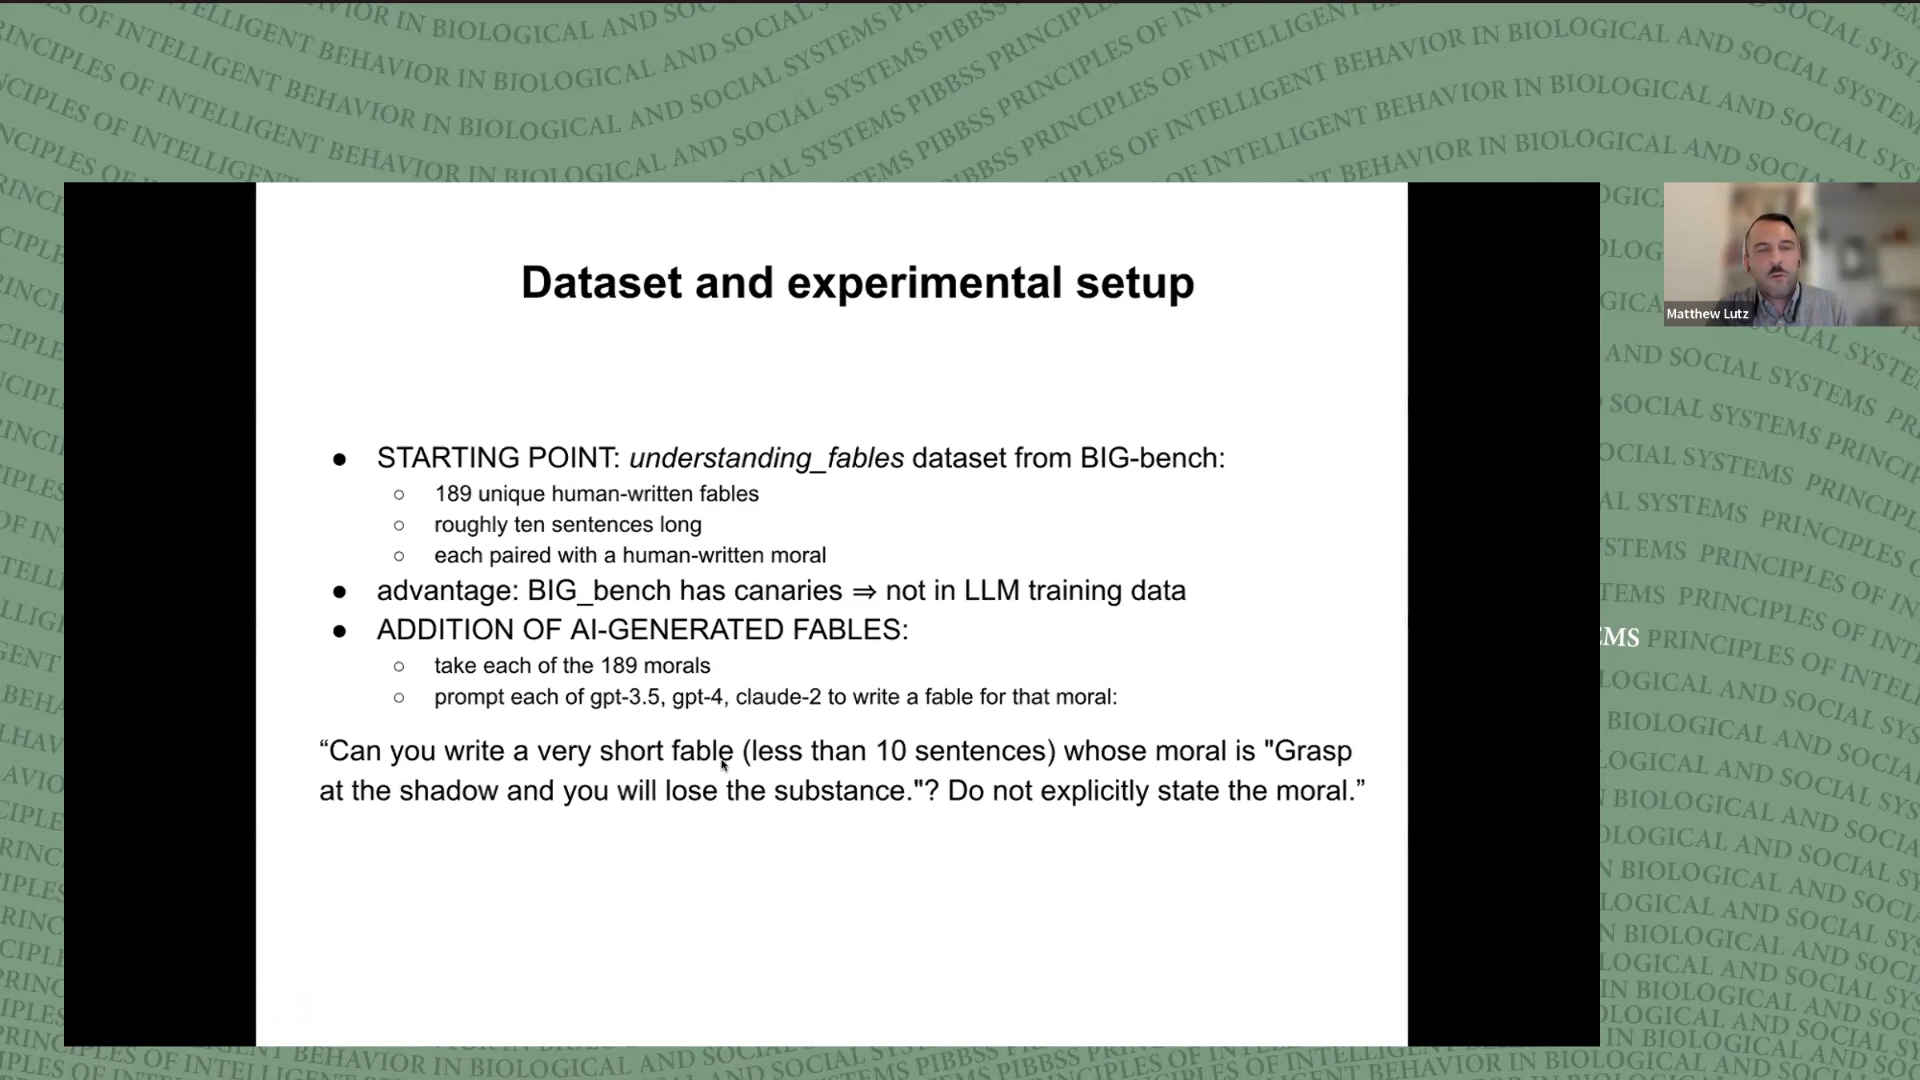 Dataset and experimental setup
● STARTING POINT: understanding_fables dataset from BIG-bench:
○ 189 unique human-written fables
○ roughly ten sentences long
○ each paired with a human-written moral
● advantage: BIG_bench has canaries ⇒ not in LLM training data
● ADDITION OF AI-GENERATED FABLES:
○ take each of the 189 morals
○ prompt each of gpt-3.5, gpt-4, claude-2 to write a fable for that moral:
“Can you write a very short fable (less than 10 sentences) whose moral is "Grasp
at the shadow and you will lose the substance."? Do not explicitly state the moral.”
Matthew Lutz
PRINCIPLES OF INTELLIGENT BEHAVIOR IN BIOLOGICAL AND SOCIAL SYSTEMS PIBBSS